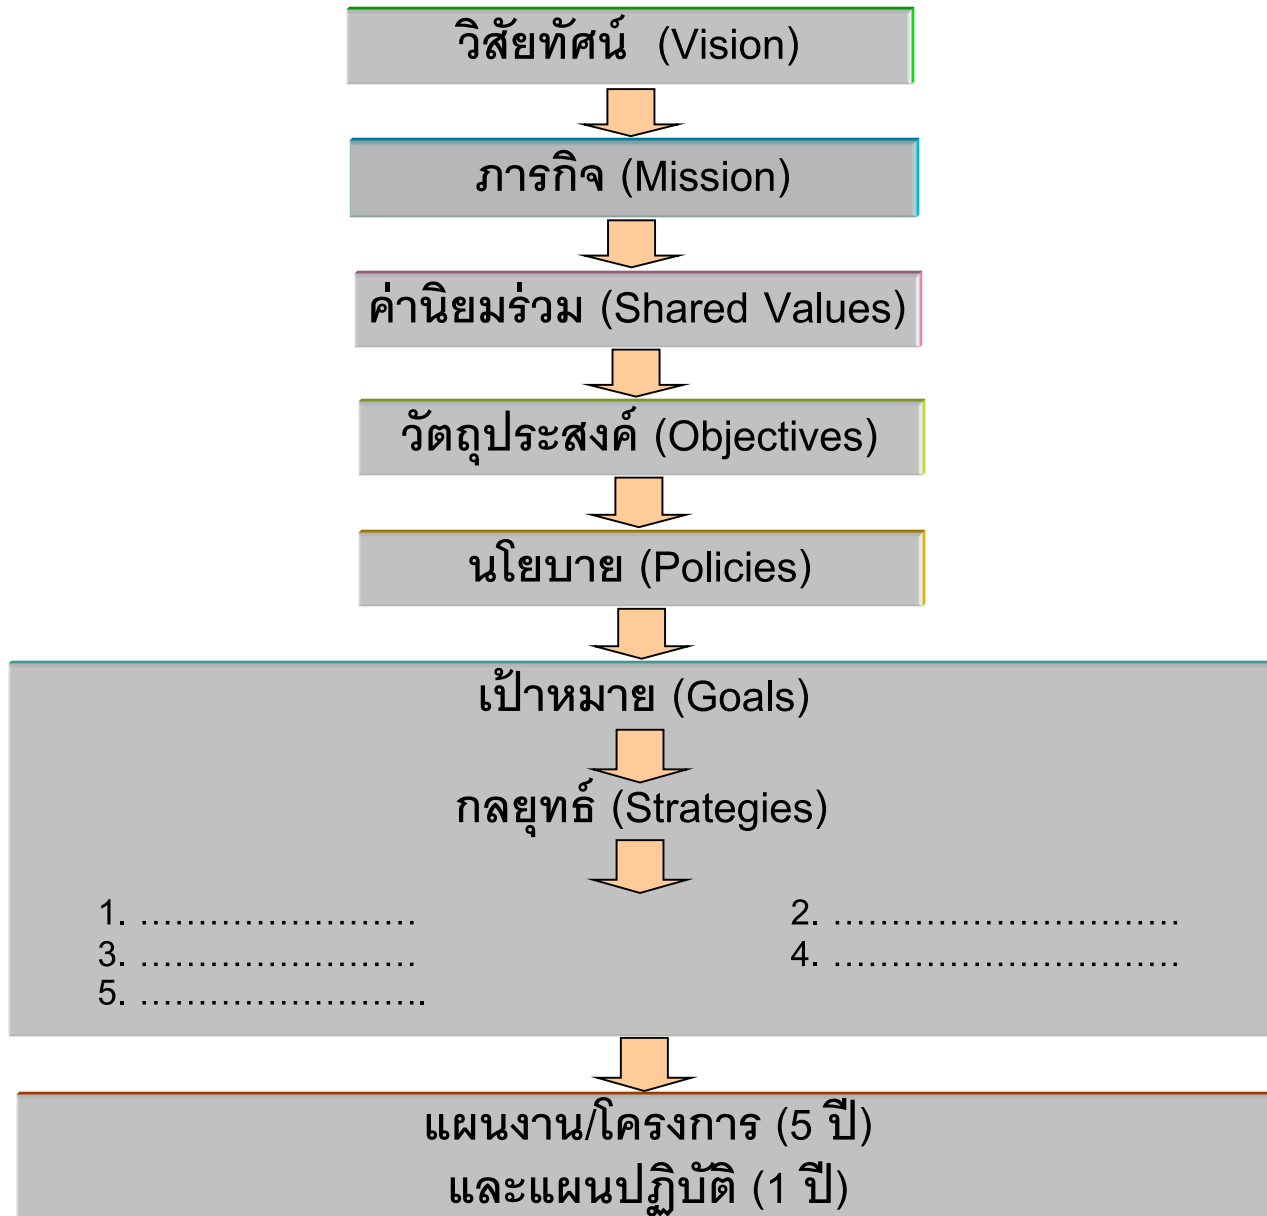 วิสัยทัศน์ (Vision)
ภารกิจ (Mission)
ค่านิยมร่วม (Shared Values)
วัตถุประสงค์ (Objectives)
นโยบาย (Policies)
เป้าหมาย (Goals)
กลยุทธ์ (Strategies)
1. ........................ 2. ..............................
3. ........................ 4. ..............................
5. .........................
แผนงาน/โครงการ (5 ปี)
และแผนปฏิบัติ (1 ปี)